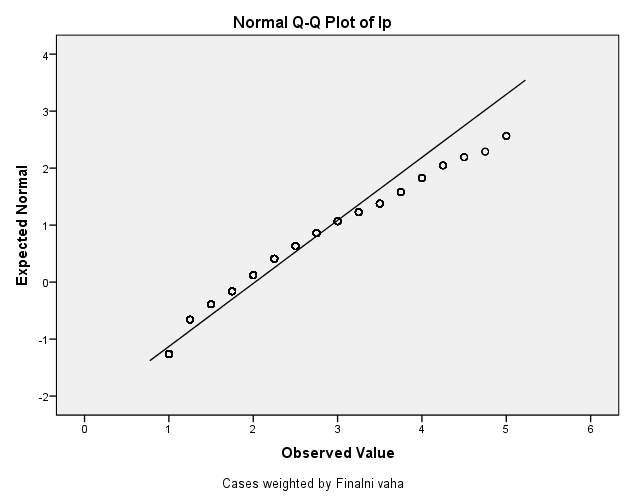 Normal Q-Q Plot of Ip
4
3
2
1
0
-1
-2
Expected Normal
0 1 2 3 4 5 6
Observed Value
Cases weighted by Finalni vaha